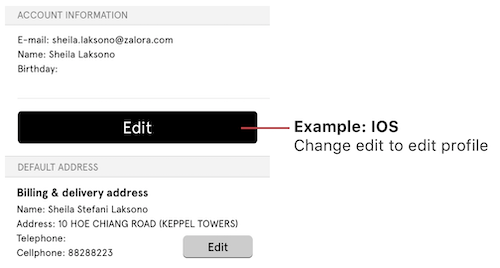 ACCOUNT INFORMATION
E-mail: sheila.laksono@zalora.com
Name: Sheila Laksono
Birthday:
Edit
Example: IOS
Change edit to edit profile
DEFAULT ADDRESS
Billing & delivery address
Name: Sheila Stefani Laksono
Address: 10 HOE CHIANG ROAD (KEPPEL TOWERS)
Telephone:
Cellphone: 88288223
Edit